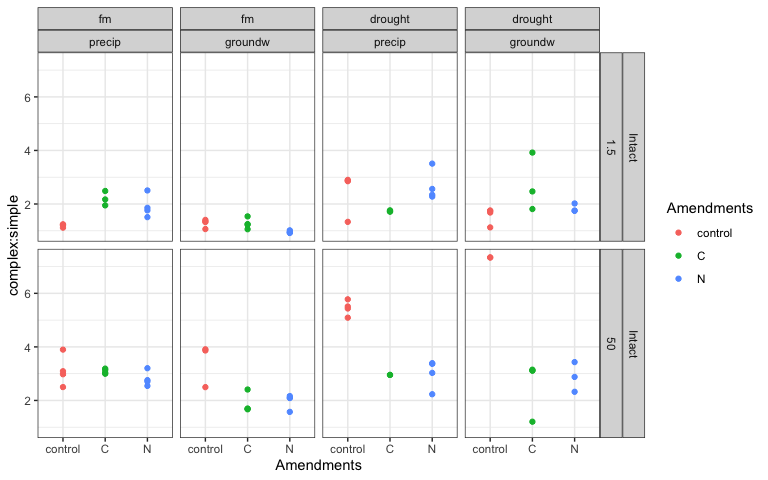 fm fm drought drought
precip groundw precip groundw
6
4
2
1.5 Intact
6
4
2
50 Intact
complex:simple
control C N control C N control C N control C N
Amendments
Amendments
control
C
N